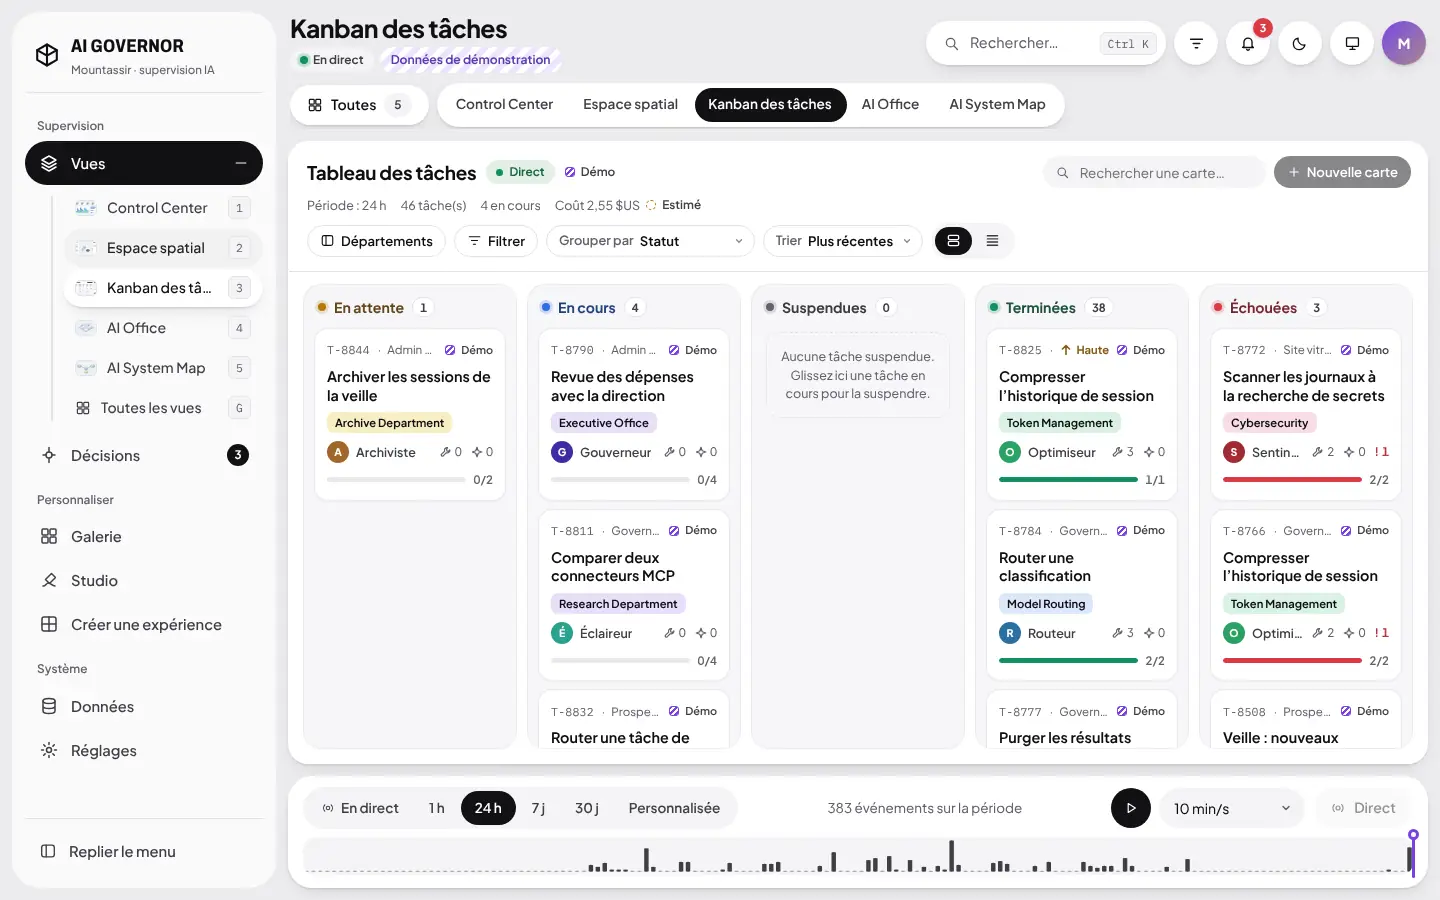 AI GOVERNOR
Mountassir · supervision IA
Supervision
Vues
Control Center 1
Espace spatial 2
Kanban des tâ... 3
AI Office 4
AI System Map 5
Toutes les vues G
Décisions 3
Personnaliser
Galerie
Studio
Créer une expérience
Système
Données
Réglages
Replier le menu
Kanban des tâches
En direct Données de démonstration
Rechercher... Ctrl K
3
M
Toutes 5 Control Center Espace spatial Kanban des tâches AI Office AI System Map
Tableau des tâches Direct Démo
Rechercher une carte... Nouvelle carte
Période : 24 h 46 tâche(s) 4 en cours Coût 2,55 $US Estimé
Départements Filtrer Grouper par Statut Trier Plus récentes
En attente 1
T-8844 · Admin ... Démo
Archiver les sessions de
la veille
Archive Department
A Archiviste 0 0
0/2
En cours 4
T-8790 · Admin ... Démo
Revue des dépenses
avec la direction
Executive Office
G Gouverneur 0 0
0/4
T-8811 · Govern... Démo
Comparer deux
connecteurs MCP
Research Department
É Éclaireur 0 0
0/4
T-8832 · Prospe... Démo
Router une tâche de
Suspendues 0
Aucune tâche suspendue.
Glissez ici une tâche en
cours pour la suspendre.
Terminées 38
T-8825 · Haute Démo
Compresser
l’historique de session
Token Management
O Optimiseur 3 0
1/1
T-8784 · Govern... Démo
Router une
classification
Model Routing
R Routeur 3 0
2/2
T-8777 · Govern... Démo
Purger les résultats
Échouées 3
T-8772 · Site vitr... Démo
Scanner les journaux à
la recherche de secrets
Cybersecurity
S Sentin... 2 0 ! 1
2/2
T-8766 · Govern... Démo
Compresser
l’historique de session
Token Management
O Optimi... 2 0 ! 1
2/2
T-8508 · Prospe... Démo
Veille : nouveaux
En direct 1 h 24 h 7 j 30 j Personnalisée
383 événements sur la période
10 min/s Direct